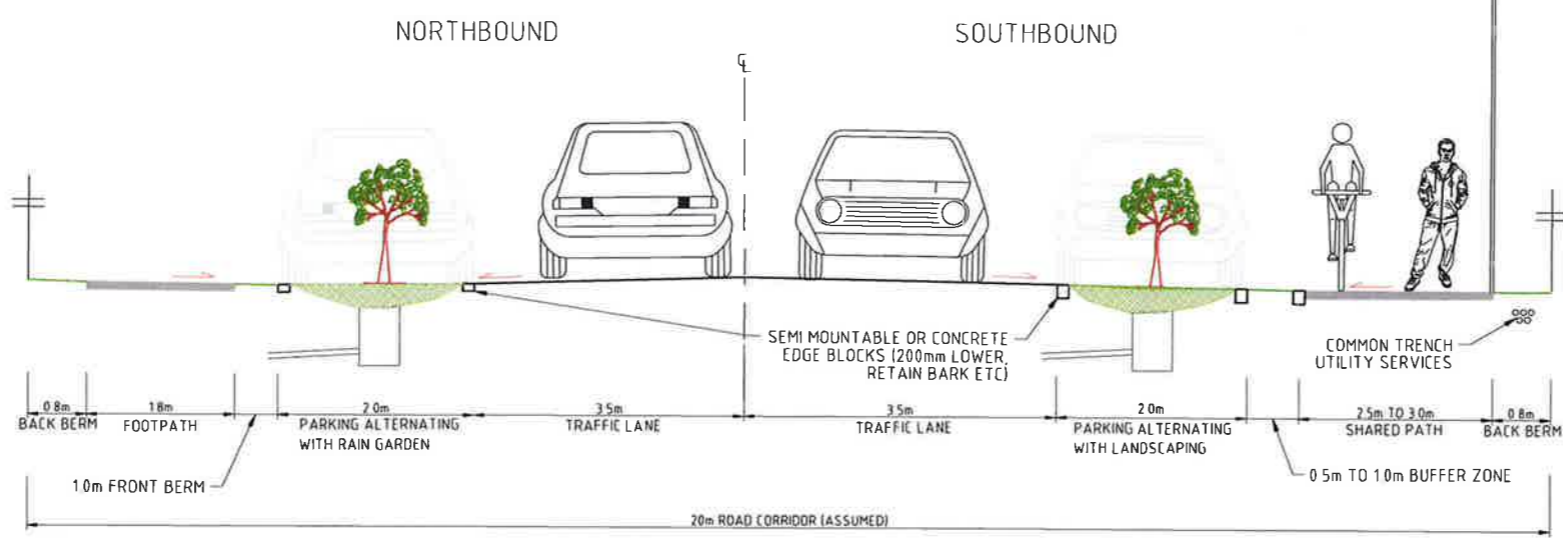 NORTHBOUND
SOUTHBOUND
CL
SEMI MOUNTABLE OR CONCRETE
EDGE BLOCKS (200mm LOWER,
RETAIN BARK ETC)
COMMON TRENCH
UTILITY SERVICES
0.8m
BACK BERM
1.8m
FOOTPATH
2.0m
PARKING ALTERNATING
WITH RAIN GARDEN
3.5m
TRAFFIC LANE
3.5m
TRAFFIC LANE
2.0m
PARKING ALTERNATING
WITH LANDSCAPING
2.5m TO 3.0m
SHARED PATH
0.8m
BACK BERM
1.0m FRONT BERM
0.5m TO 1.0m BUFFER ZONE
20m ROAD CORRIDOR (ASSUMED)